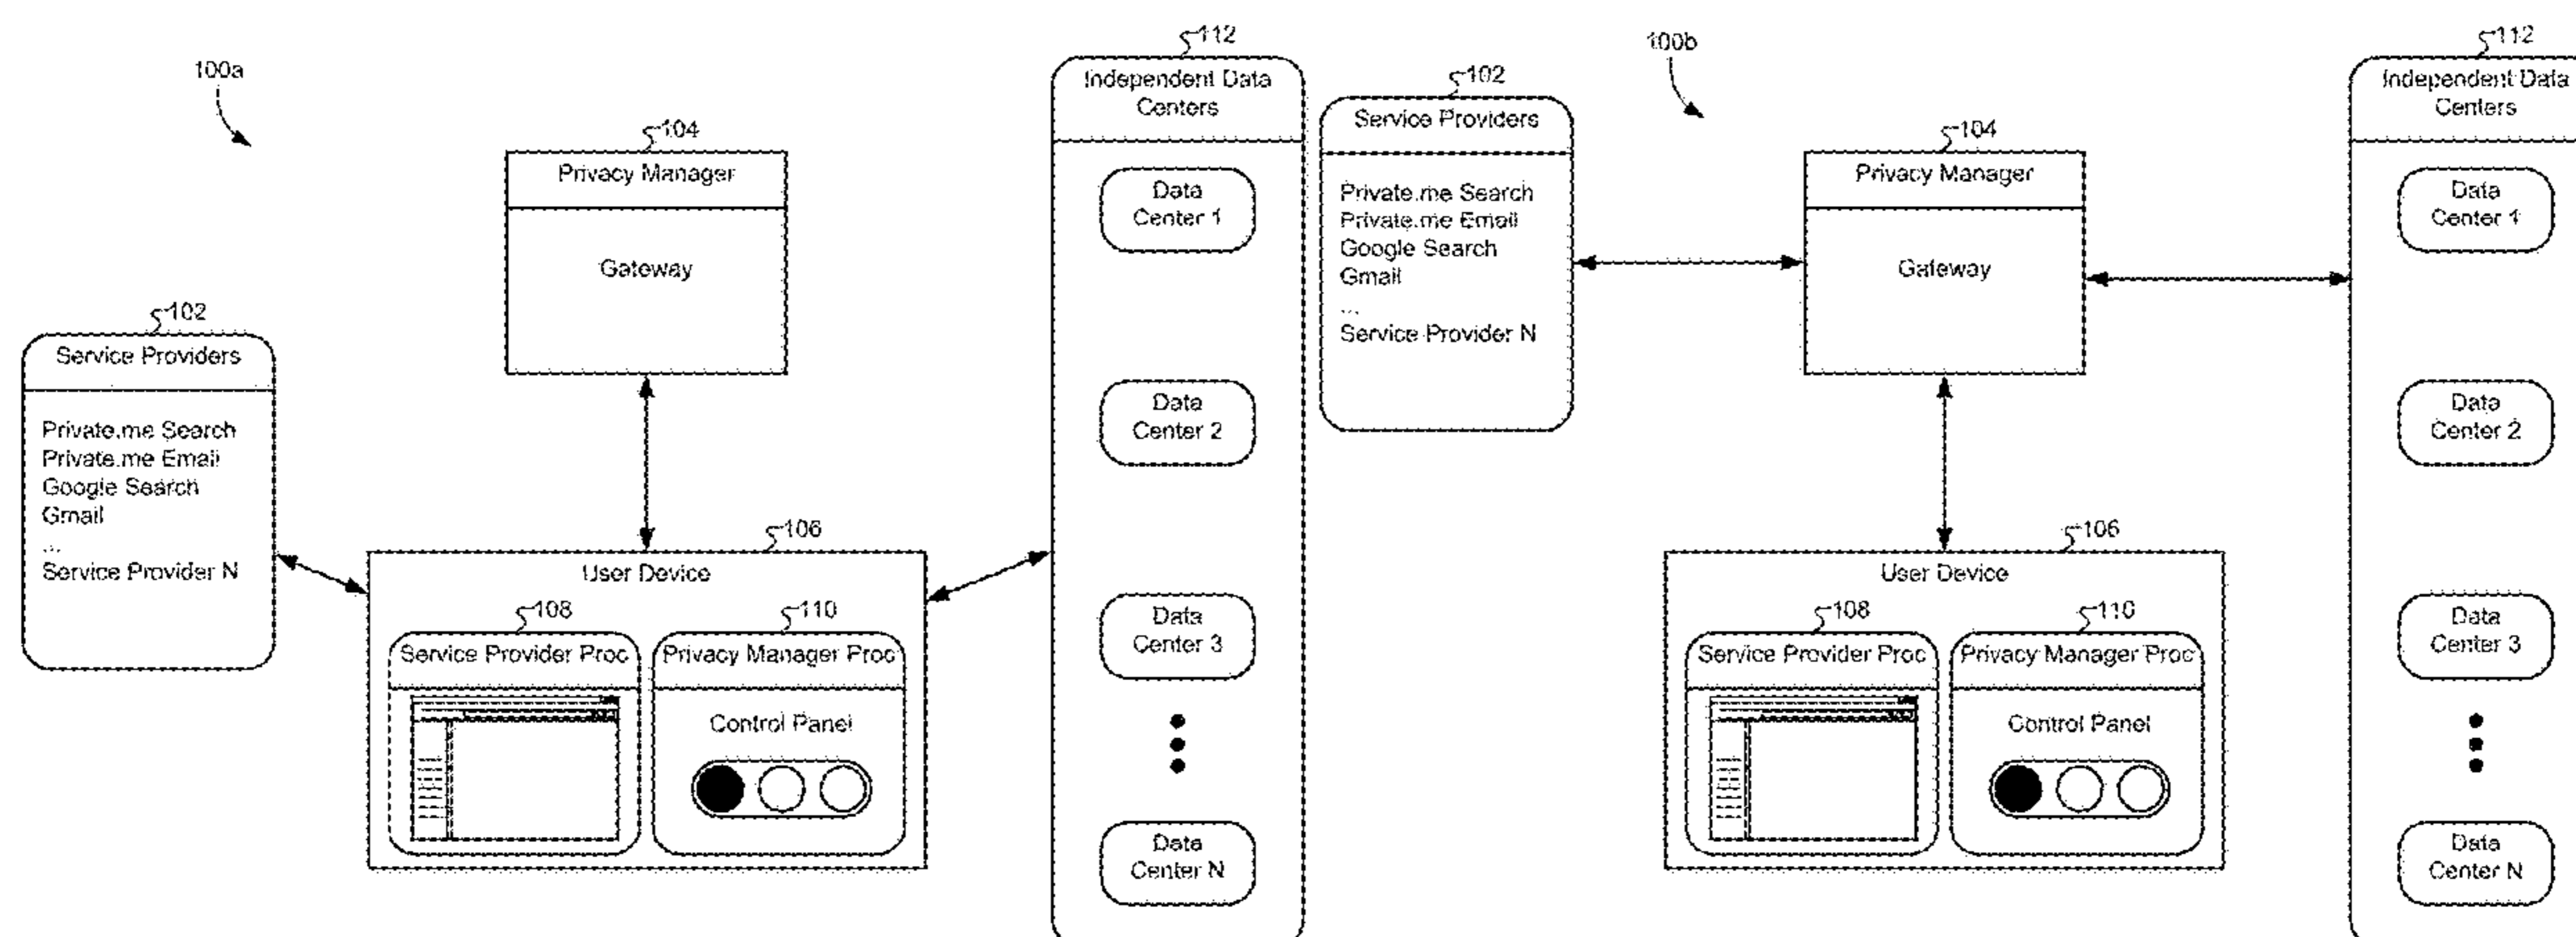 100a
112
Independent Data
Centers
104
Privacy Manager
Gateway
Data
Center 1
102
Service Providers
Private.me Search
Private.me Email
Google Search
Gmail
...
Service Provider N
Data
Center 2
106
User Device
108
Service Provider Proc
110
Privacy Manager Proc
Control Panel
Data
Center 3
Data
Center N
100b
112
Independent Data
Centers
102
Service Providers
Private.me Search
Private.me Email
Google Search
Gmail
...
Service Provider N
104
Privacy Manager
Gateway
Data
Center 1
Data
Center 2
106
User Device
108
Service Provider Proc
110
Privacy Manager Proc
Control Panel
Data
Center 3
Data
Center N